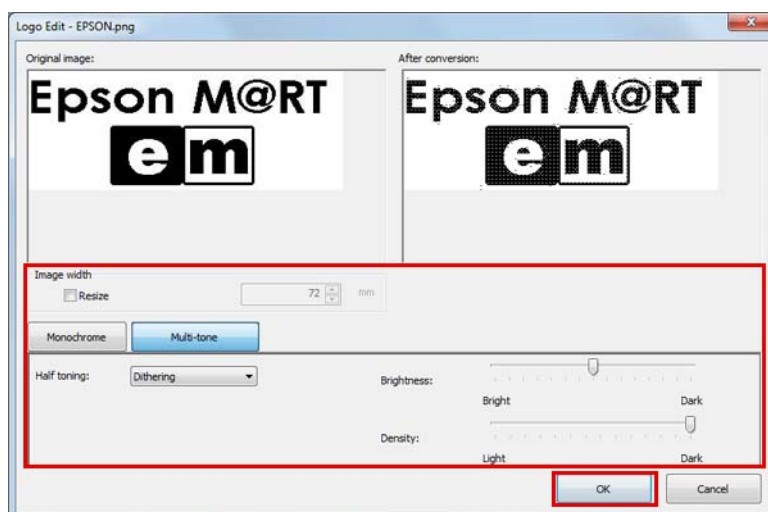 Logo Edit - EPSON.png
Original image:
After conversion:
Epson M@RT
em
Epson M@RT
em
Image width
Resize
72
mm
Monochrome
Multi-tone
Half toning:
Dithering
Brightness:
Bright
Dark
Density:
Light
Dark
OK
Cancel